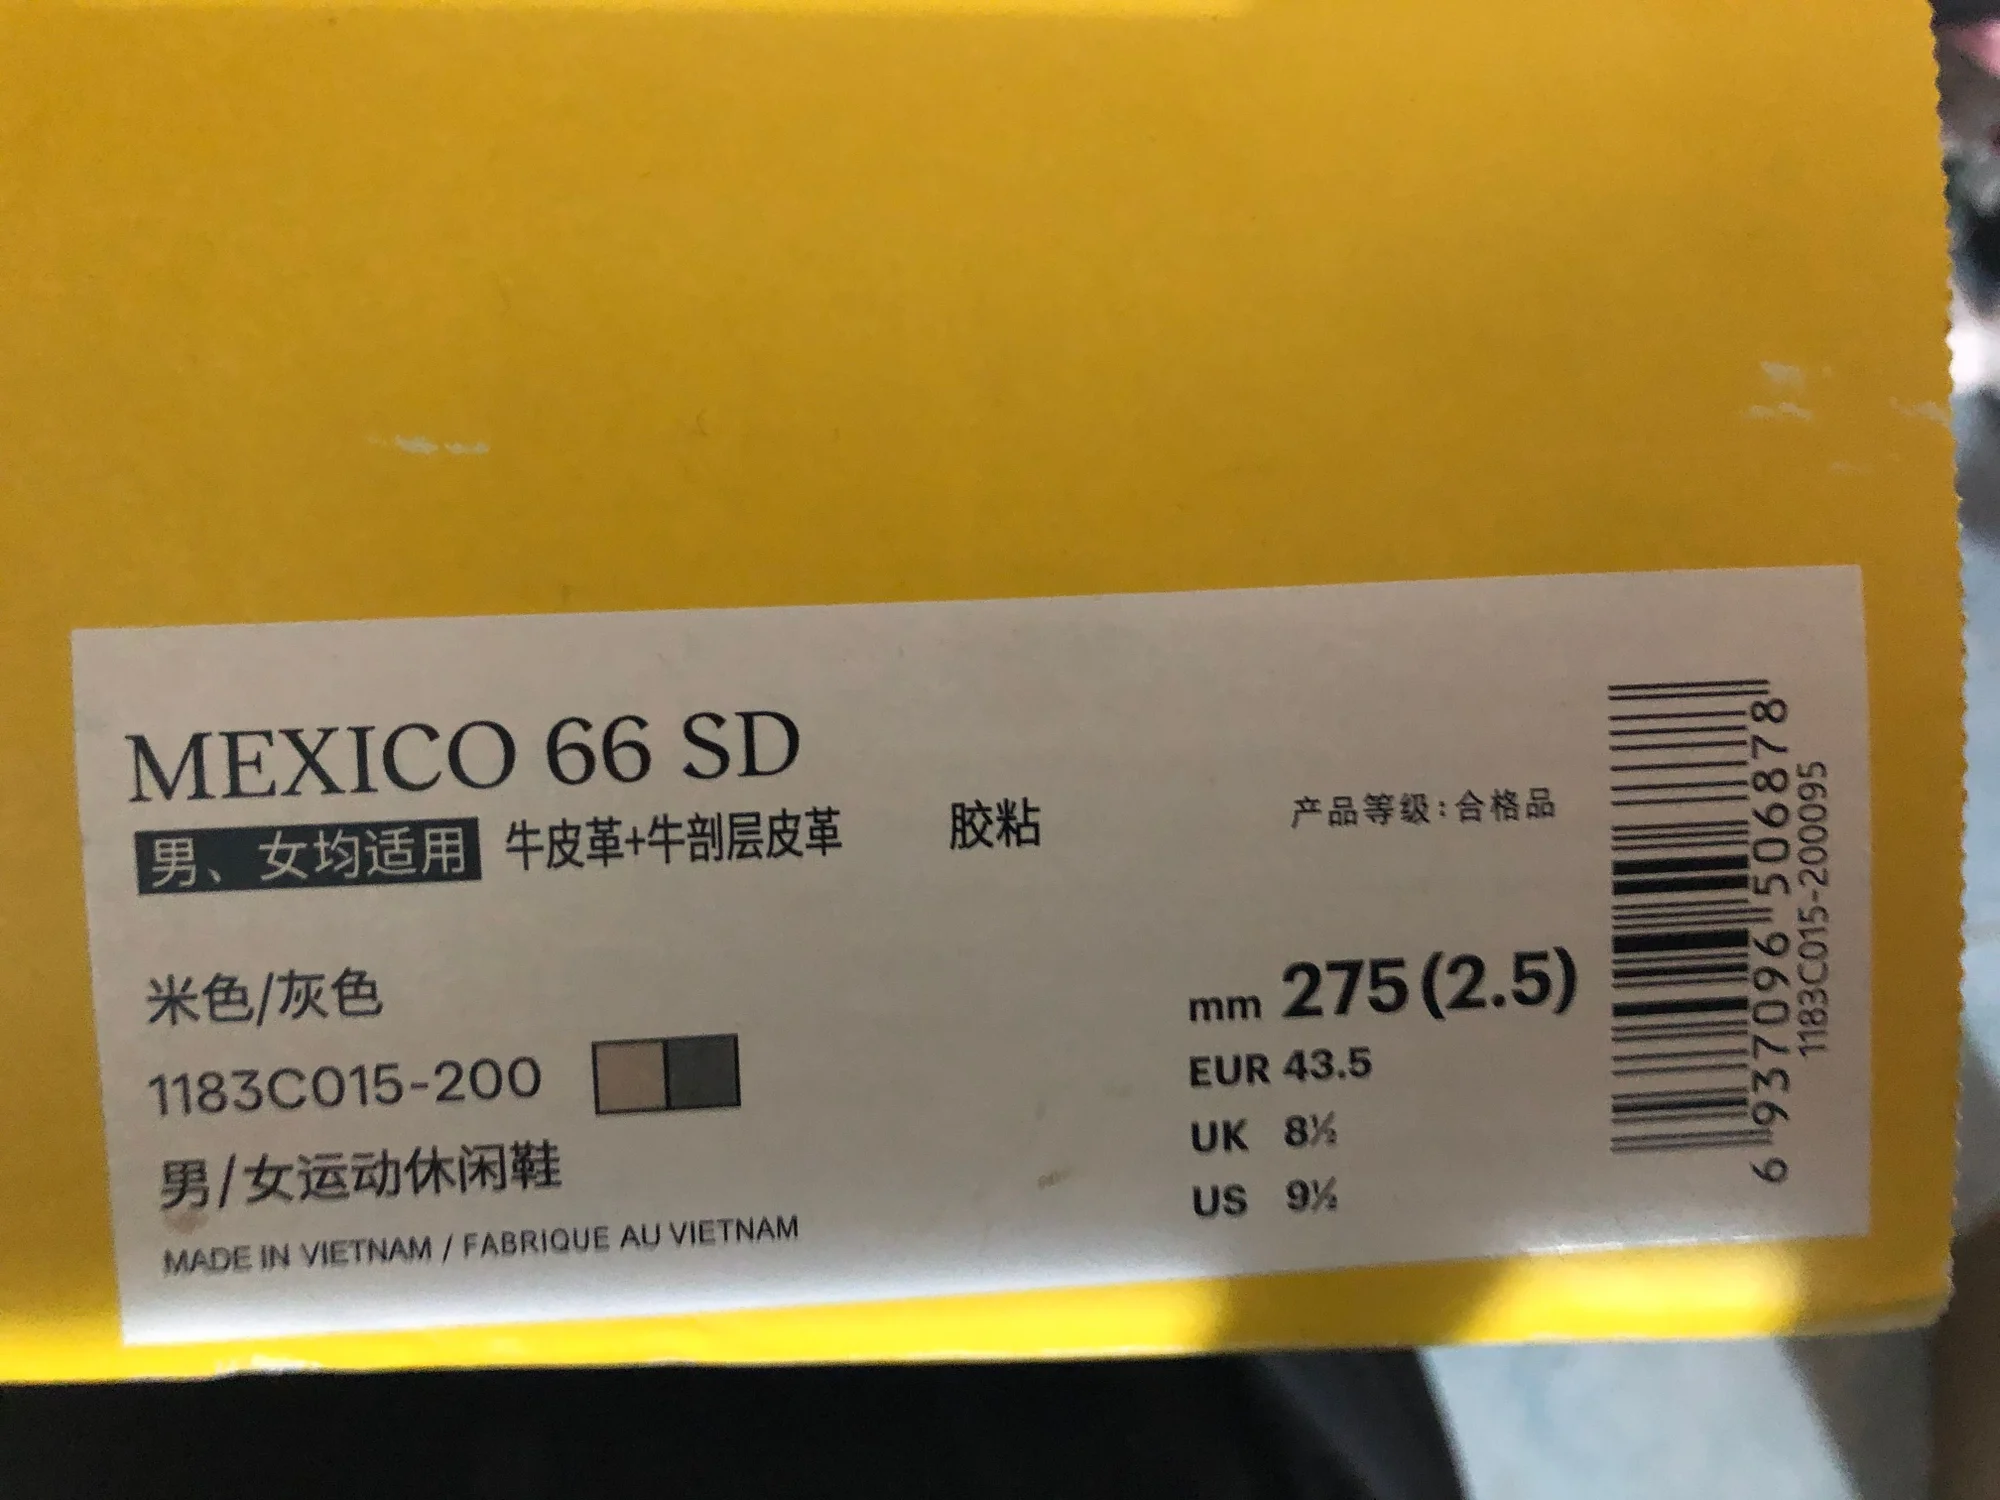 MEXICO 66 SD
男、女均适用 牛皮革+牛剖层皮革 胶粘 产品等级:合格品
米色/灰色
1183C015-200
男/女运动休闲鞋
MADE IN VIETNAM / FABRIQUE AU VIETNAM
mm 275(2.5)
EUR 43.5
UK 8½
US 9½
6 937096 506878
1183C015-200095